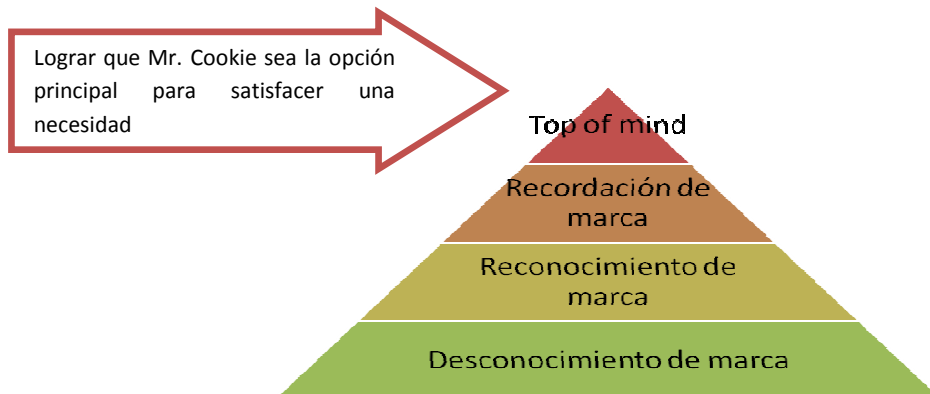 Lograr que Mr. Cookie sea la opción
principal para satisfacer una
necesidad
Top of mind
Recordación de
marca
Reconocimiento de
marca
Desconocimiento de marca